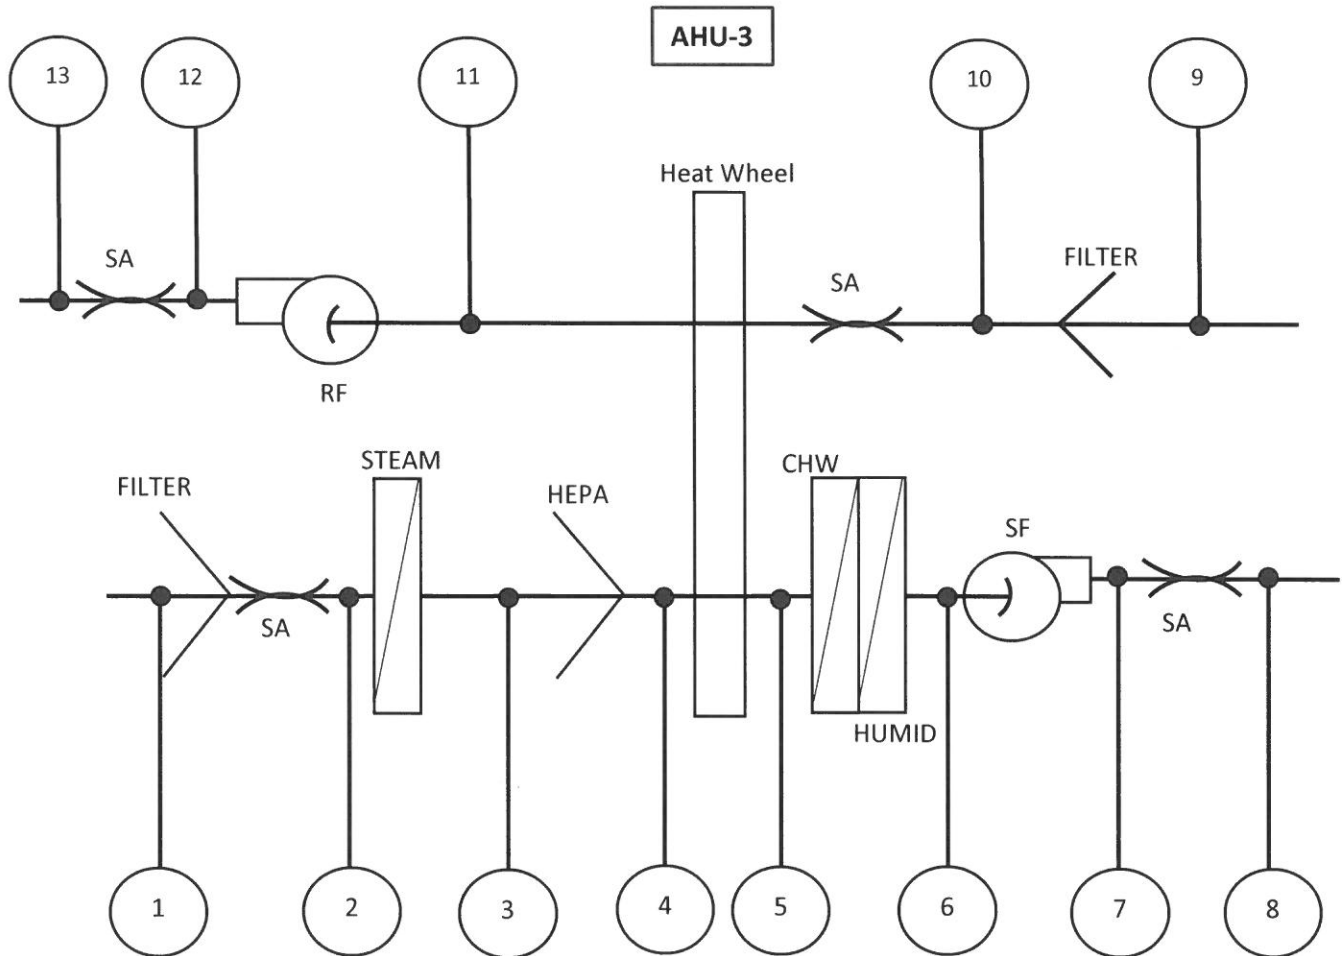 AHU-3
13
12
11
10
9
Heat Wheel
SA
SA
FILTER
RF
FILTER
STEAM
HEPA
CHW
SF
SA
SA
HUMID
1
2
3
4
5
6
7
8